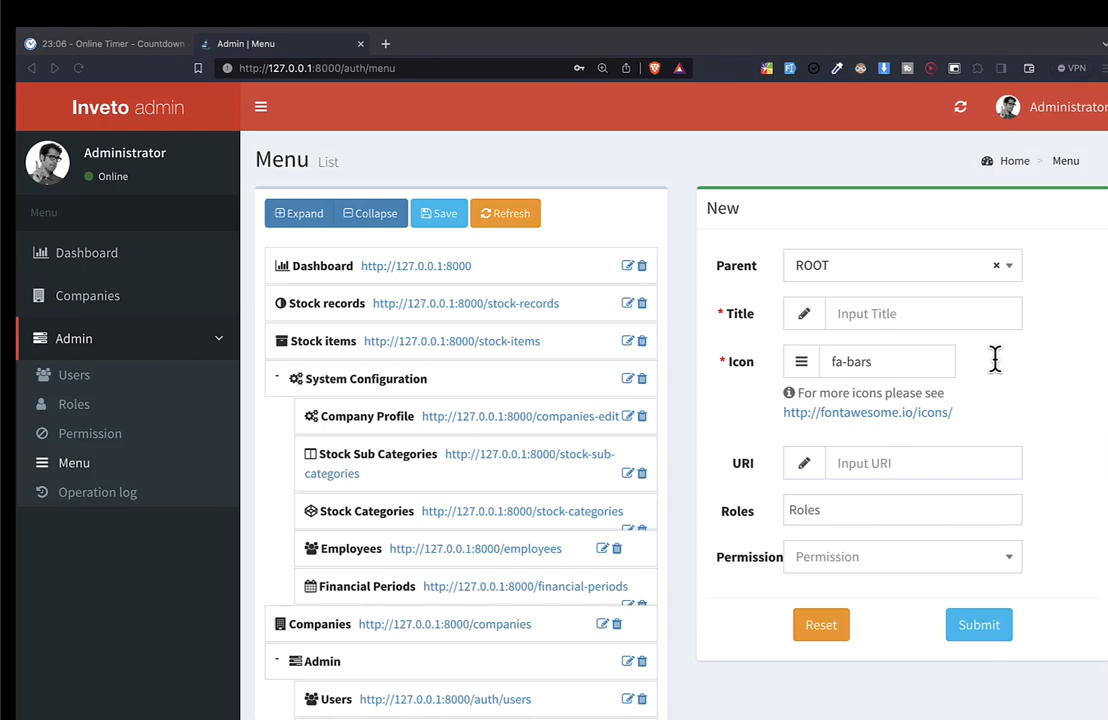 23:06 - Online Timer - Countdown
Admin | Menu
http://127.0.0.1:8000/auth/menu
VPN
Inveto admin
Administrator
Administrator
Online
Menu
Dashboard
Companies
Admin
Users
Roles
Permission
Menu
Operation log
Menu List
Home > Menu
Expand
Collapse
Save
Refresh
Dashboard http://127.0.0.1:8000
Stock records http://127.0.0.1:8000/stock-records
Stock items http://127.0.0.1:8000/stock-items
System Configuration
Company Profile http://127.0.0.1:8000/companies-edit
Stock Sub Categories http://127.0.0.1:8000/stock-sub-
categories
Stock Categories http://127.0.0.1:8000/stock-categories
Employees http://127.0.0.1:8000/employees
Financial Periods http://127.0.0.1:8000/financial-periods
Companies http://127.0.0.1:8000/companies
Admin
Users http://127.0.0.1:8000/auth/users
New
Parent ROOT
* Title Input Title
* Icon fa-bars
For more icons please see
http://fontawesome.io/icons/
URI Input URI
Roles Roles
Permission Permission
Reset
Submit